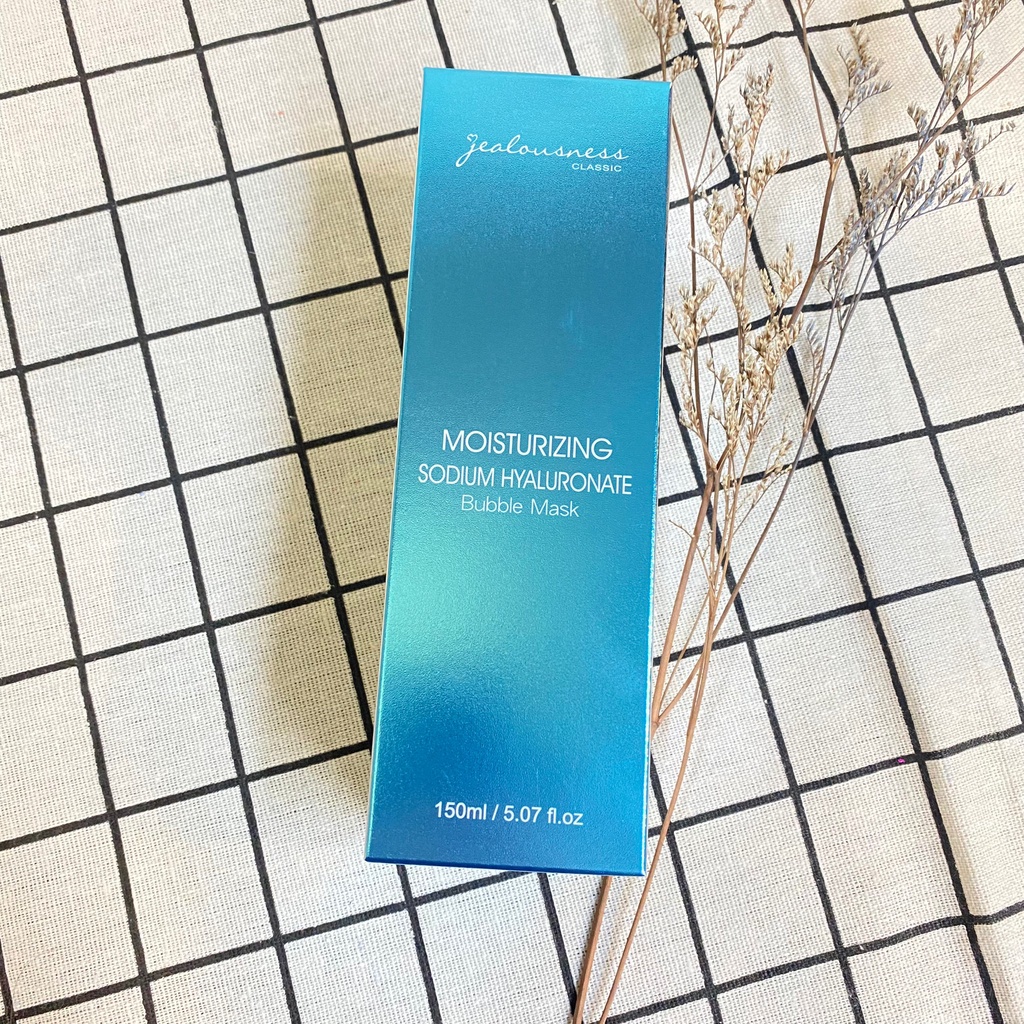 Jealousness
CLASSIC
MOISTURIZING
SODIUM HYALURONATE
Bubble Mask
150ml / 5.07 fl.oz